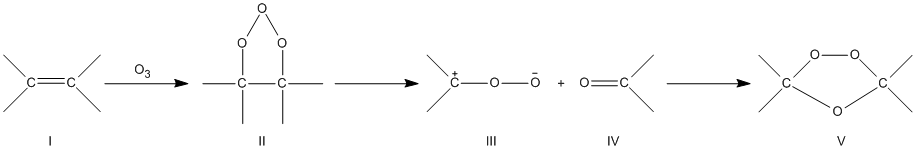 O
O O O O
C C O₃ C C C⁺ O O⁻ + O C C C
O
I II III IV V